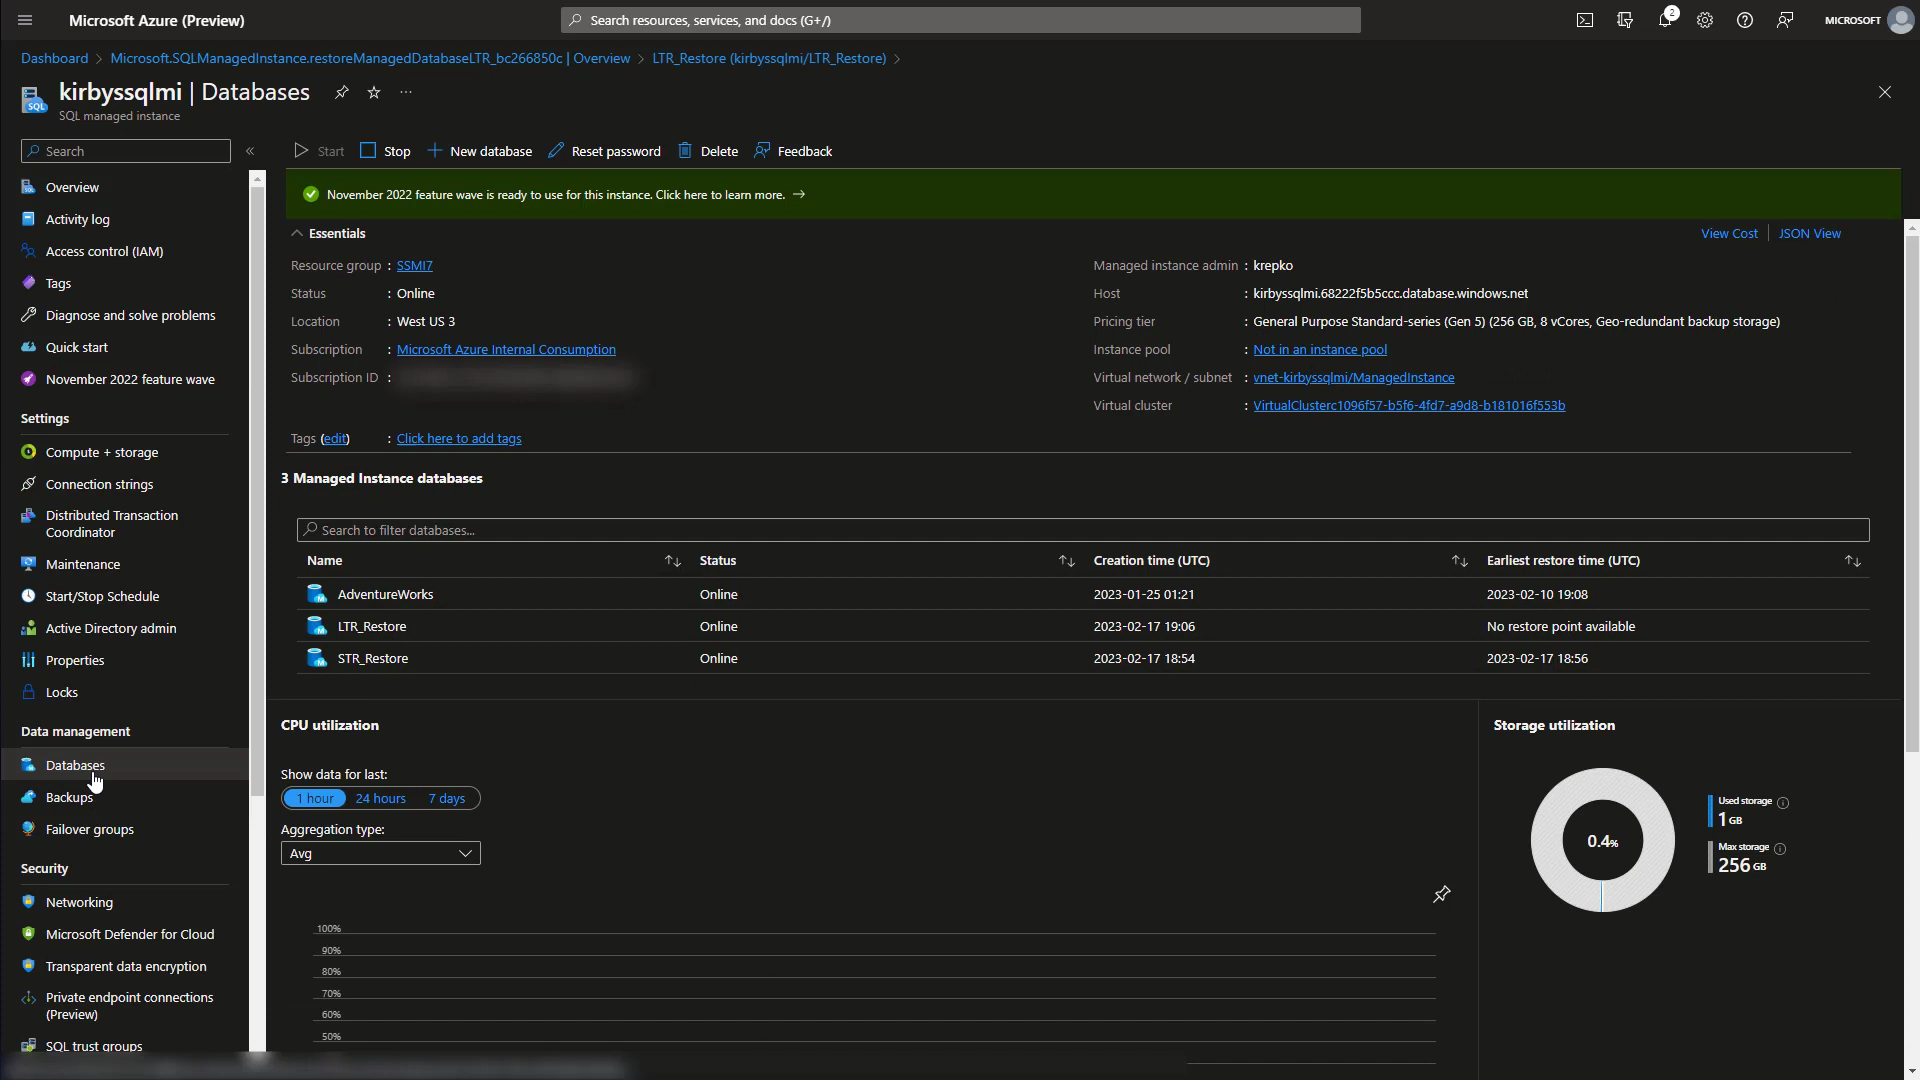 Microsoft Azure (Preview)
Search resources, services, and docs (G+/)
2
MICROSOFT
Dashboard > Microsoft.SQLManagedInstance.restoreManagedDatabaseLTR_bc266850c | Overview > LTR_Restore (kirbyssqlmi/LTR_Restore) >
kirbyssqlmi | Databases
SQL managed instance
Search
Start
Stop
New database
Reset password
Delete
Feedback
Overview
Activity log
Access control (IAM)
Tags
Diagnose and solve problems
Quick start
November 2022 feature wave
Settings
Compute + storage
Connection strings
Distributed Transaction
Coordinator
Maintenance
Start/Stop Schedule
Active Directory admin
Properties
Locks
Data management
Databases
Backups
Failover groups
Security
Networking
Microsoft Defender for Cloud
Transparent data encryption
Private endpoint connections
(Preview)
SQL trust groups
November 2022 feature wave is ready to use for this instance. Click here to learn more. →
Essentials
View Cost | JSON View
Resource group : SSMI7
Status : Online
Location : West US 3
Subscription : Microsoft Azure Internal Consumption
Subscription ID :
Tags (edit) : Click here to add tags
Managed instance admin : krepko
Host : kirbyssqlmi.68222f5b5ccc.database.windows.net
Pricing tier : General Purpose Standard-series (Gen 5) (256 GB, 8 vCores, Geo-redundant backup storage)
Instance pool : Not in an instance pool
Virtual network / subnet : vnet-kirbyssqlmi/ManagedInstance
Virtual cluster : VirtualClusterc1096f57-b5f6-4fd7-a9d8-b181016f553b
3 Managed Instance databases
Search to filter databases...
Name Status Creation time (UTC) Earliest restore time (UTC)
AdventureWorks Online 2023-01-25 01:21 2023-02-10 19:08
LTR_Restore Online 2023-02-17 19:06 No restore point available
STR_Restore Online 2023-02-17 18:54 2023-02-17 18:56
CPU utilization
Show data for last:
1 hour 24 hours 7 days
Aggregation type:
Avg
100%
90%
80%
70%
60%
50%
Storage utilization
0.4%
Used storage
1 GB
Max storage
256 GB